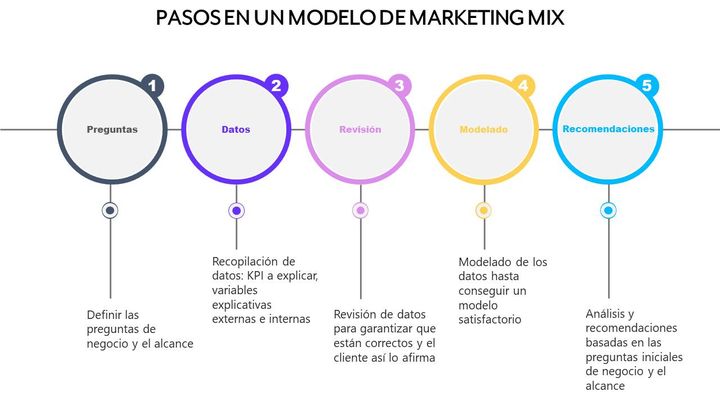 PASOS EN UN MODELO DE MARKETING MIX
1
Preguntas
Definir las
preguntas de
negocio y el alcance
2
Datos
Recopilación de
datos: KPI a explicar,
variables
explicativas
externas e internas
3
Revisión
Revisión de datos
para garantizar que
están correctos y el
cliente así lo afirma
4
Modelado
Modelado de los
datos hasta
conseguir un
modelo
satisfactorio
5
Recomendaciones
Análisis y
recomendaciones
basadas en las
preguntas iniciales
de negocio y el
alcance